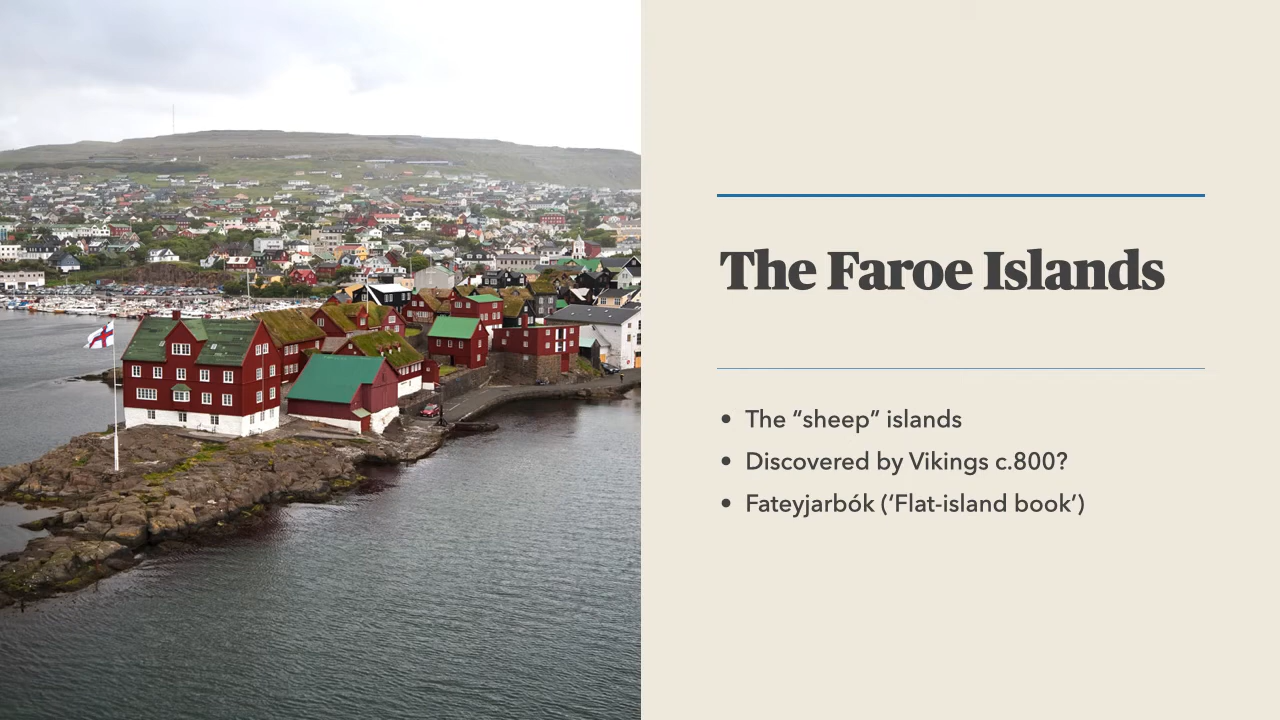 The Faroe Islands
• The “sheep” islands
• Discovered by Vikings c.800?
• Fateyjarbók (‘Flat-island book’)